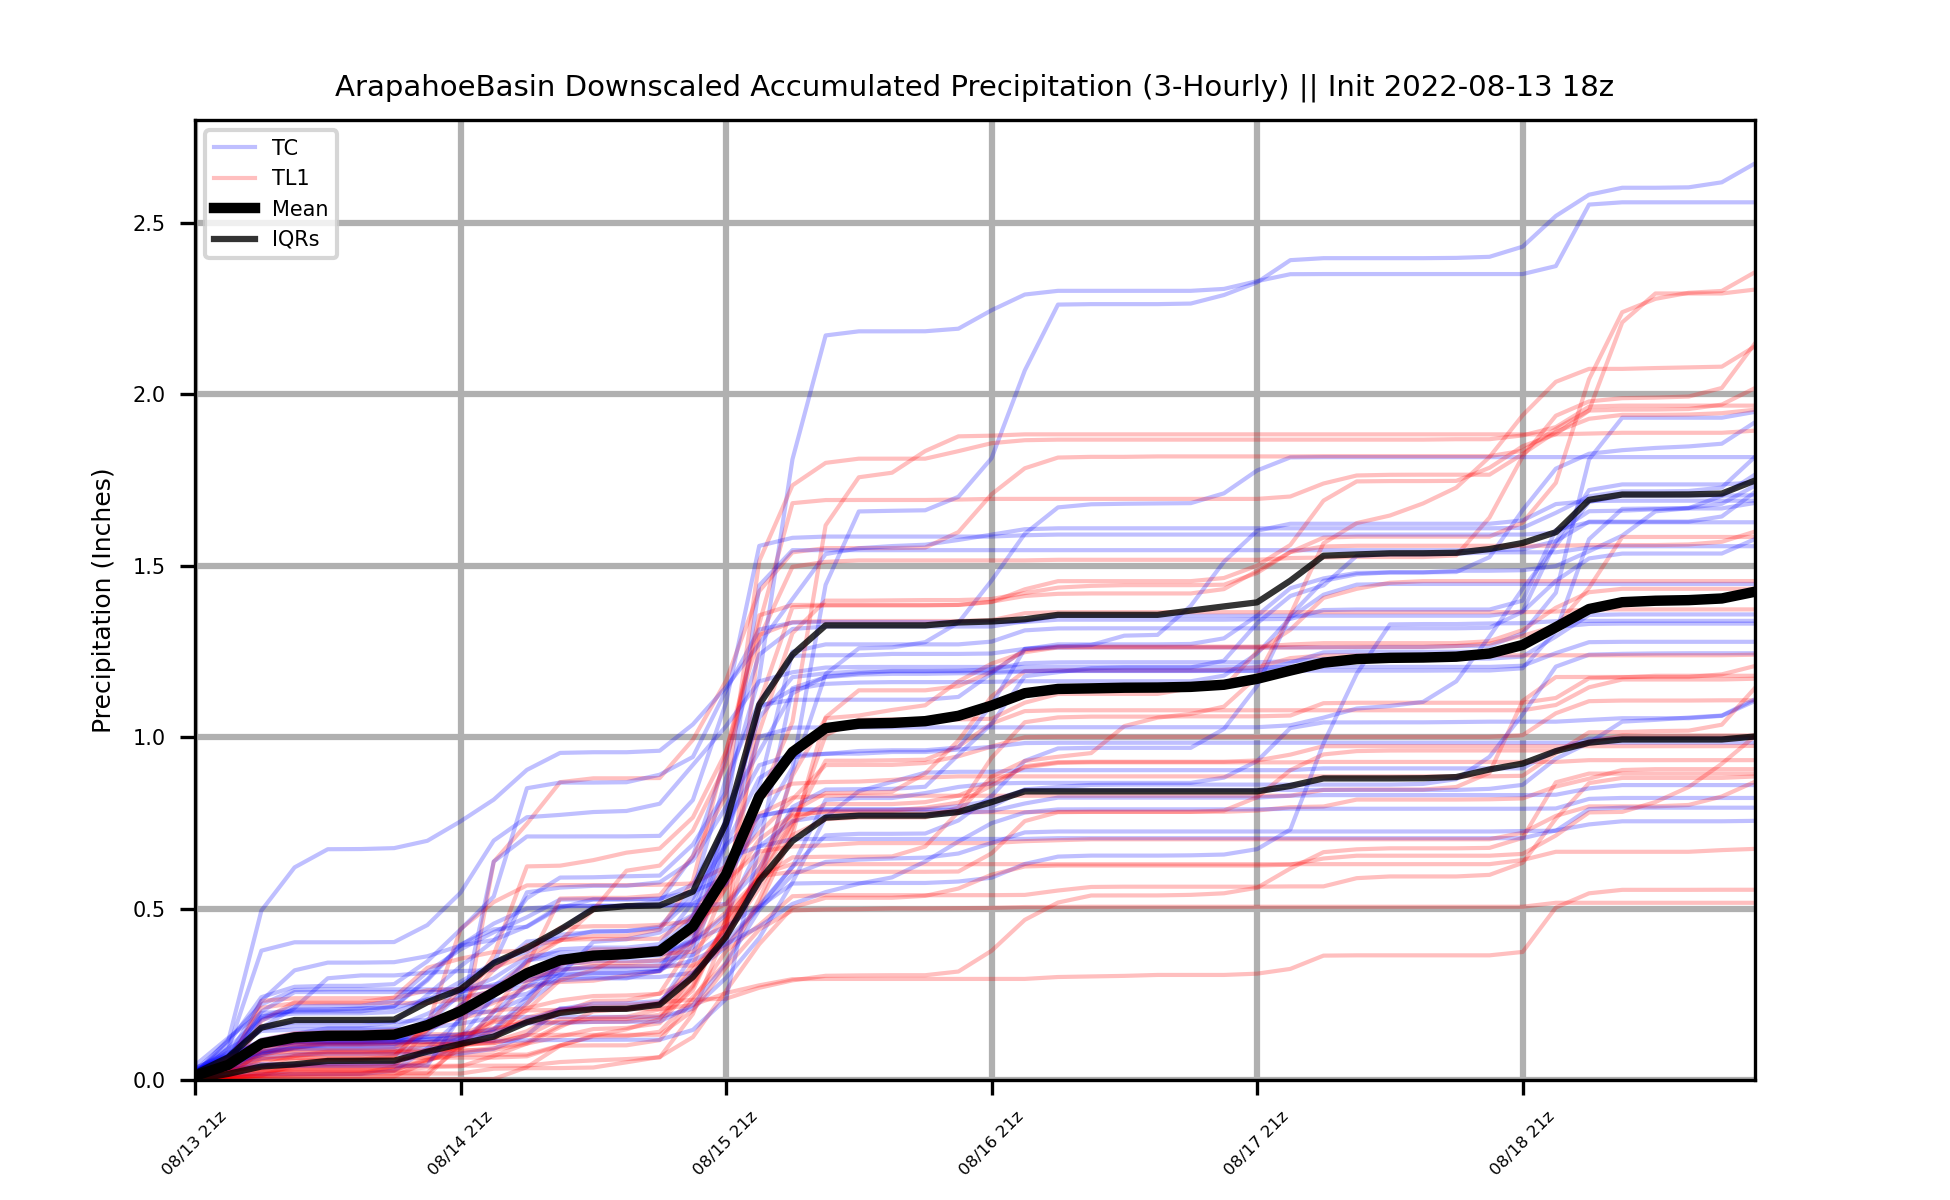 ArapahoeBasin Downscaled Accumulated Precipitation (3-Hourly) || Init 2022-08-13 18z
TC
TL1
Mean
IQRs
Precipitation (Inches)
2.5
2.0
1.5
1.0
0.5
0.0
08/13 21z
08/14 21z
08/15 21z
08/16 21z
08/17 21z
08/18 21z